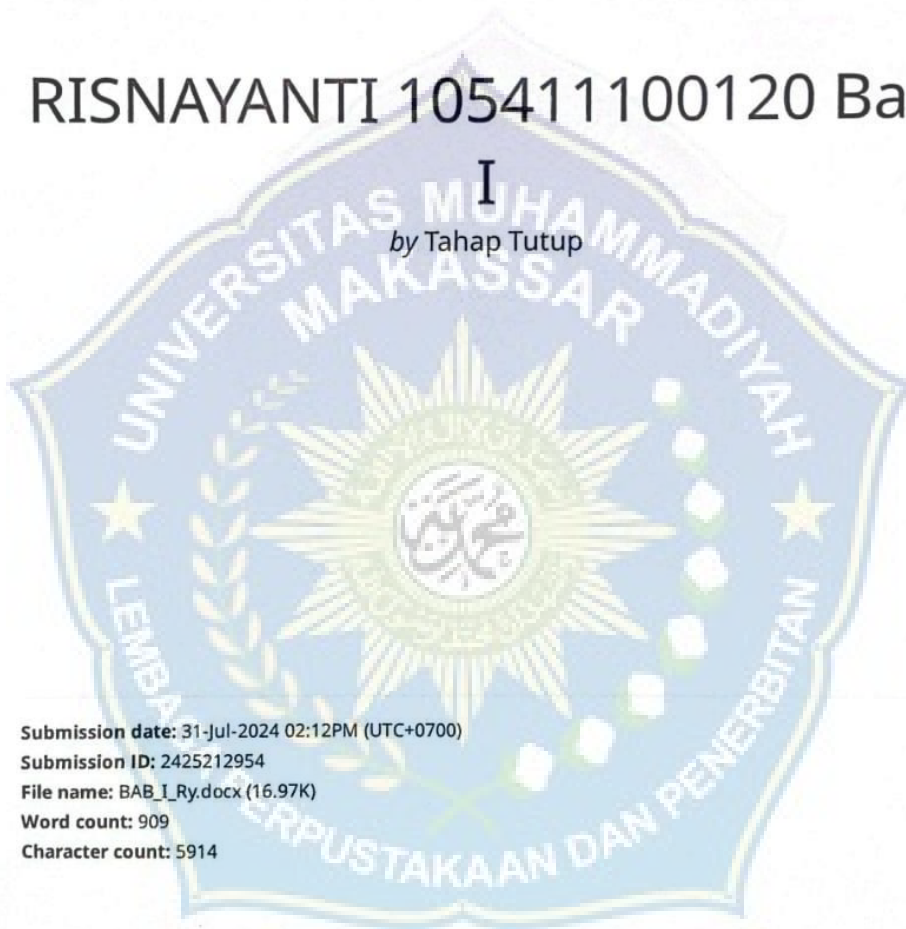 RISNAYANTI 105411100120 Ba
I
by Tahap Tutup
UNIVERSITAS MUHAMMADIYAH
MAKASSAR
محمدية
LEMBAGA PERPUSTAKAAN DAN PENERBITAN
Submission date: 31-Jul-2024 02:12PM (UTC+0700)
Submission ID: 2425212954
File name: BAB_I_Ry.docx (16.97K)
Word count: 909
Character count: 5914